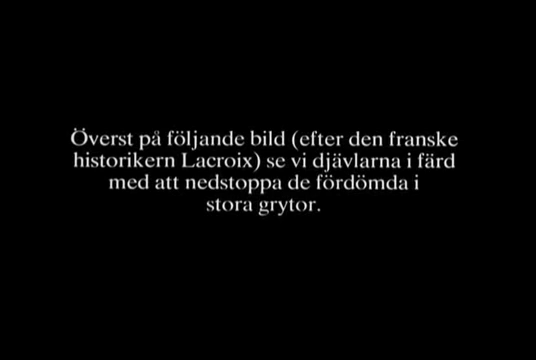 Överst på följande bild (efter den franske
historikern Lacroix) se vi djävlarna i färd
med att nedstoppa de fördömda i
stora grytor.